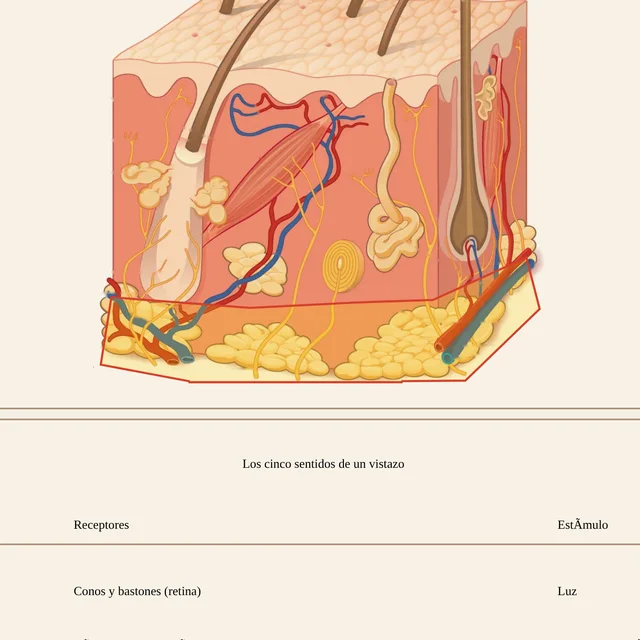 Los cinco sentidos de un vistazo
Receptores EstÃmulo
Conos y bastones (retina) Luz